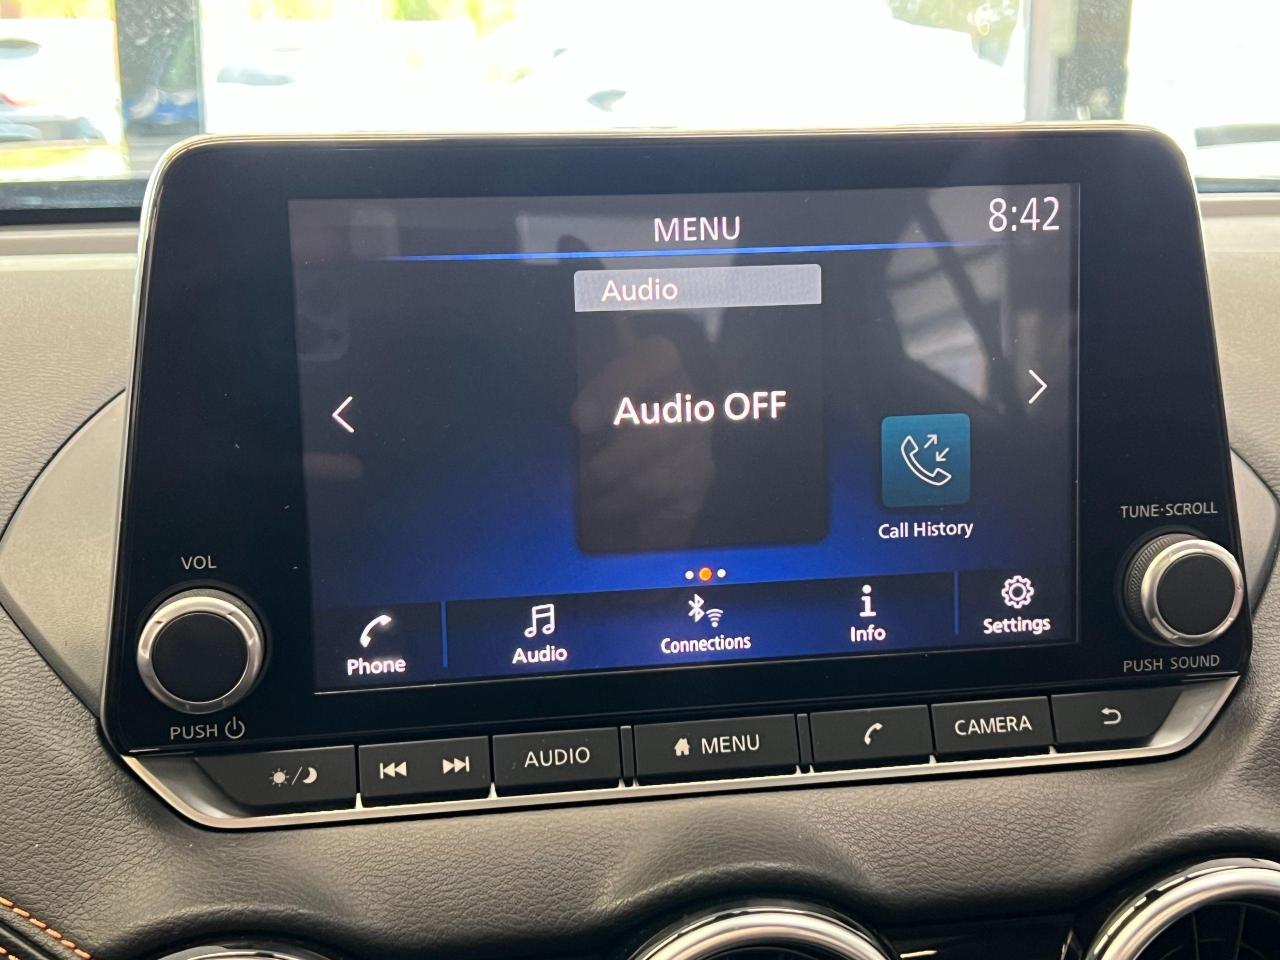 MENU
8:42
Audio
Audio OFF
Call History
Phone
Audio
Connections
Info
Settings
VOL
PUSH
TUNE·SCROLL
PUSH SOUND
AUDIO
MENU
CAMERA